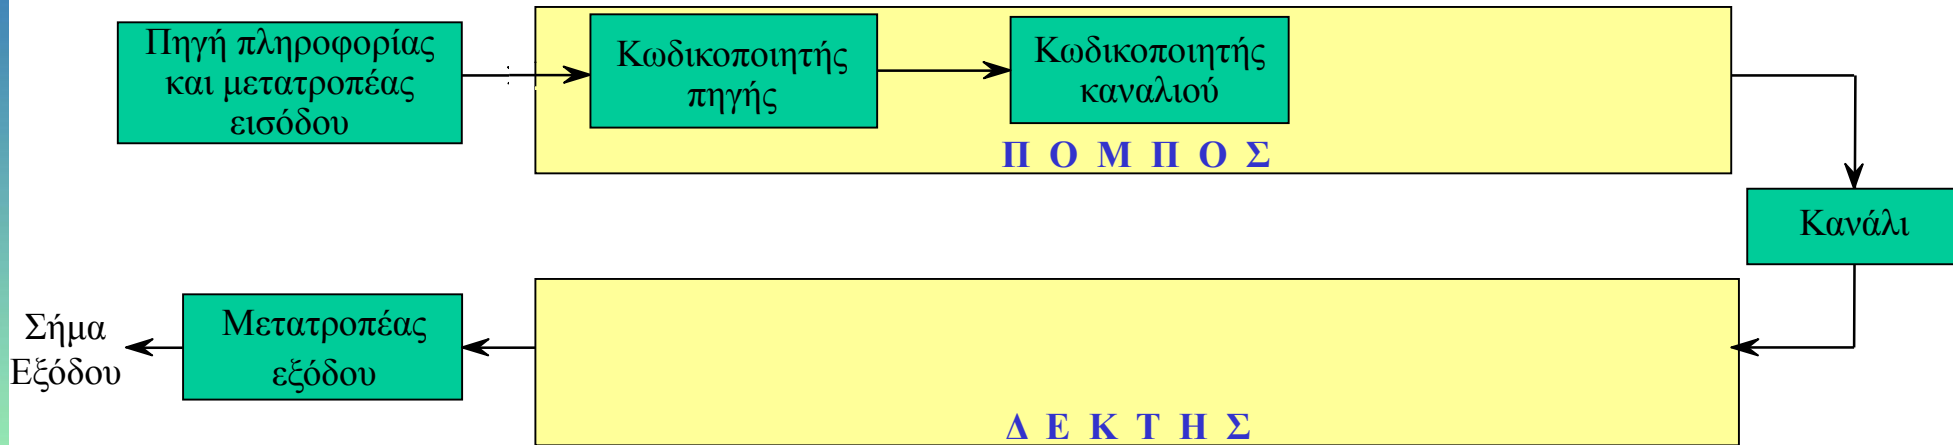 Πηγή πληροφορίας
και μετατροπέας
εισόδου
Κωδικοποιητής
πηγής
Κωδικοποιητής
καναλιού
Π Ο Μ Π Ο Σ
Κανάλι
Σήμα
Εξόδου
Μετατροπέας
εξόδου
Δ Ε Κ Τ Η Σ